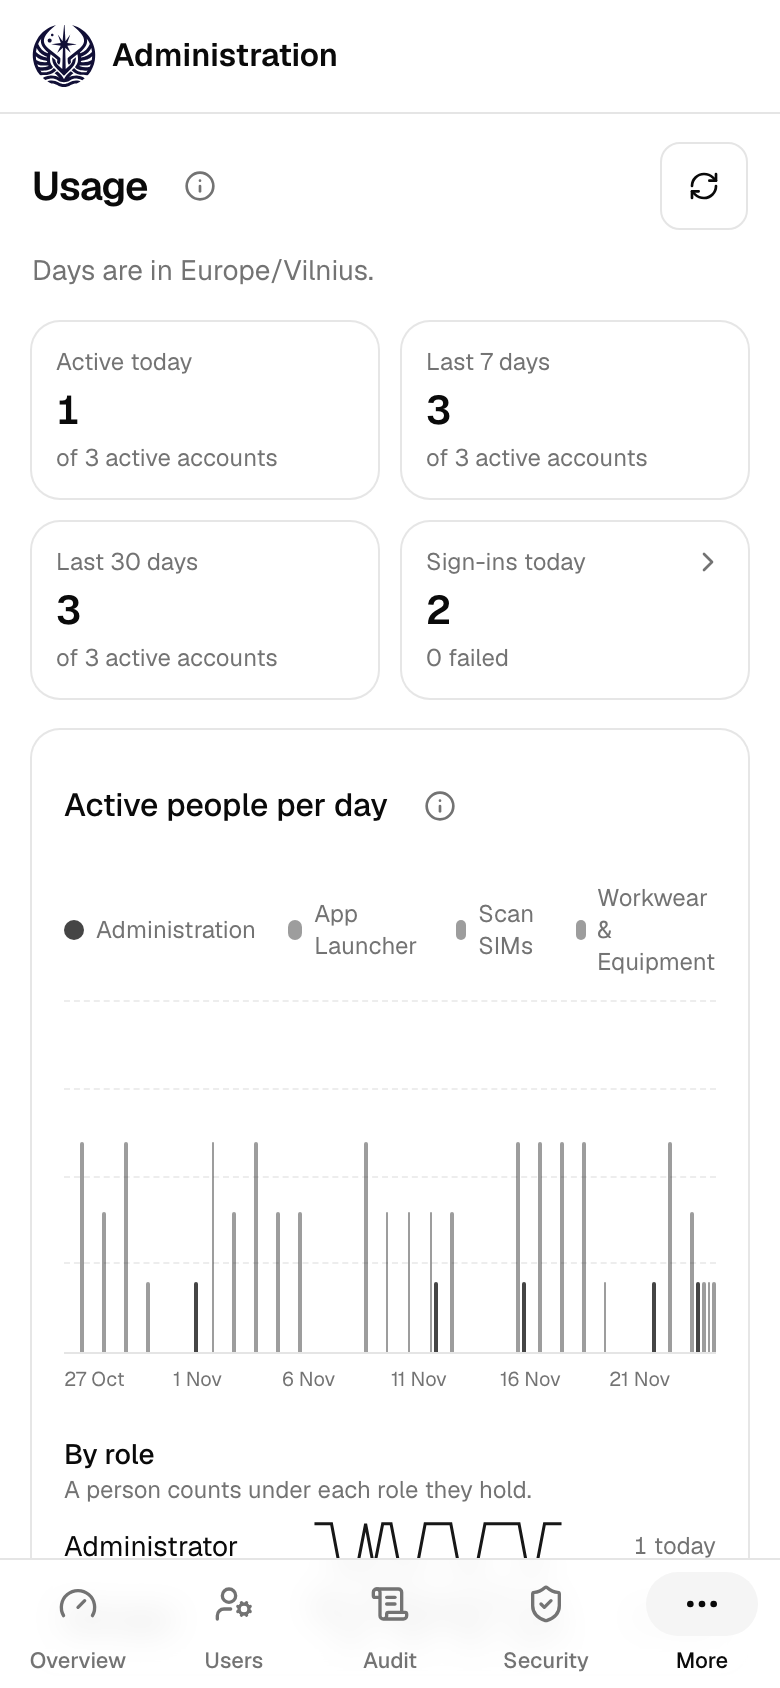 Administration
Usage
Days are in Europe/Vilnius.
Active today
1
of 3 active accounts
Last 7 days
3
of 3 active accounts
Last 30 days
3
of 3 active accounts
Sign-ins today
2
0 failed
Active people per day
Administration
App
Launcher
Scan
SIMs
Workwear
&
Equipment
27 Oct 1 Nov 6 Nov 11 Nov 16 Nov 21 Nov
By role
A person counts under each role they hold.
Administrator 1 today
Overview Users Audit Security More